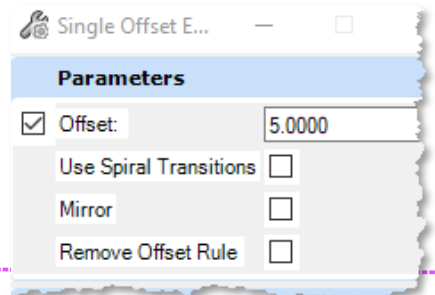 Single Offset E...
Parameters
Offset: 5.0000
Use Spiral Transitions
Mirror
Remove Offset Rule